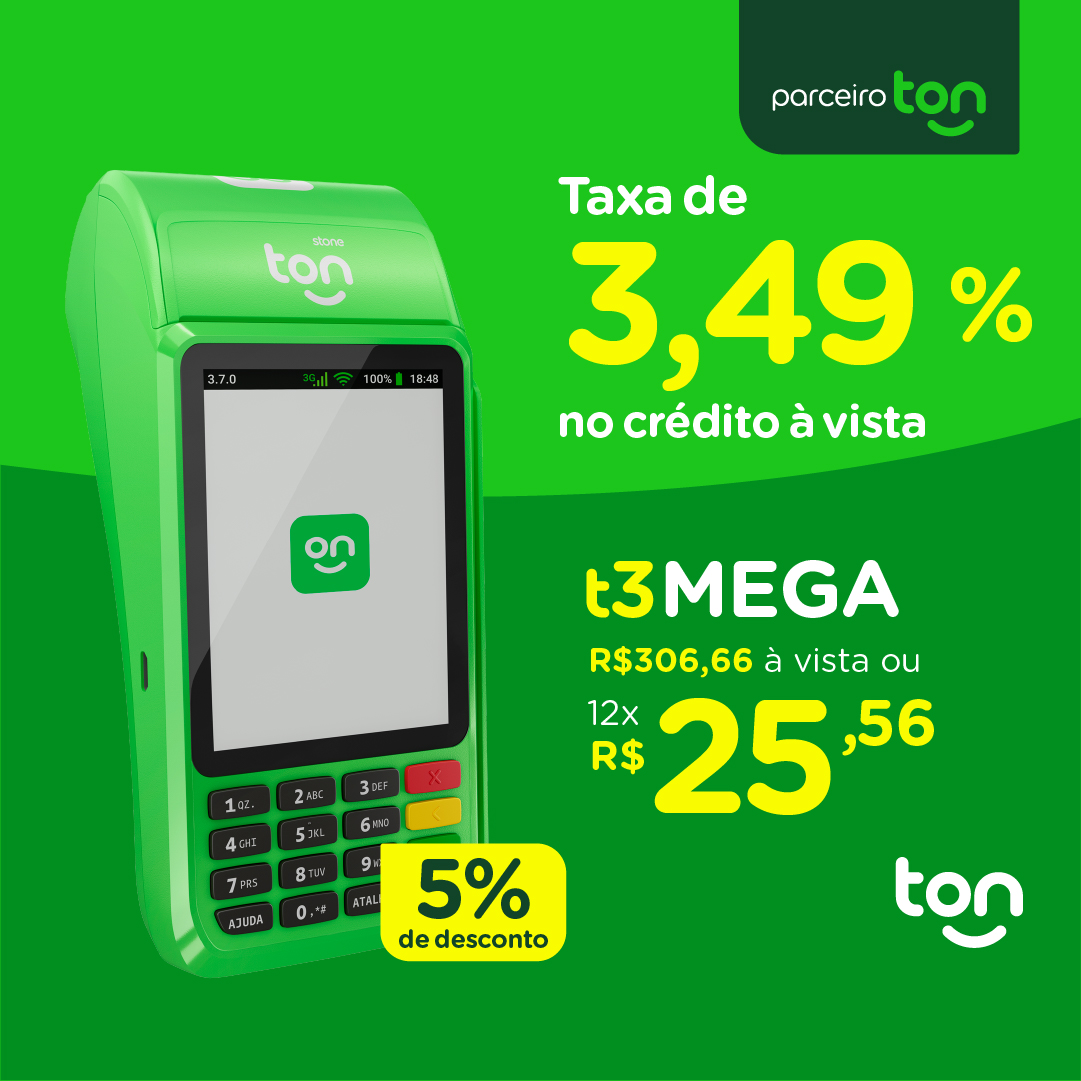 parceiro ton
Taxa de
3,49 %
no crédito à vista
stone
ton
3.7.0 3G 100% 18:48
on
t3MEGA
R$306,66 à vista ou
12x
R$ 25,56
1 QZ. 2 ABC 3 DEF X
4 GHI 5 JKL 6 MNO <
7 PRS 8 TUV 9
AJUDA 0,*#
5%
de desconto
ton